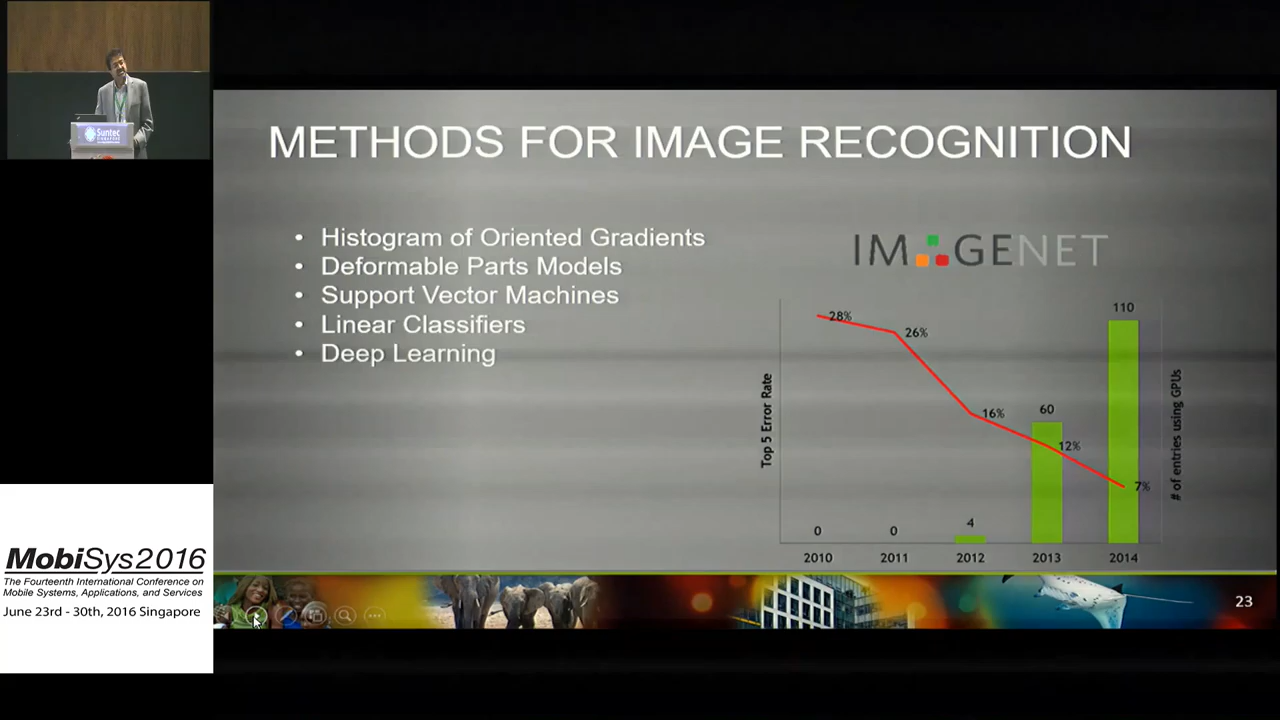 Suntec
METHODS FOR IMAGE RECOGNITION
• Histogram of Oriented Gradients
• Deformable Parts Models
• Support Vector Machines
• Linear Classifiers
• Deep Learning
IMAGENET
Top 5 Error Rate
28%
26%
16%
12%
7%
0
0
4
60
110
2010
2011
2012
2013
2014
# of entries using GPUs
23
MobiSys2016
The Fourteenth International Conference on
Mobile Systems, Applications, and Services
June 23rd - 30th, 2016 Singapore